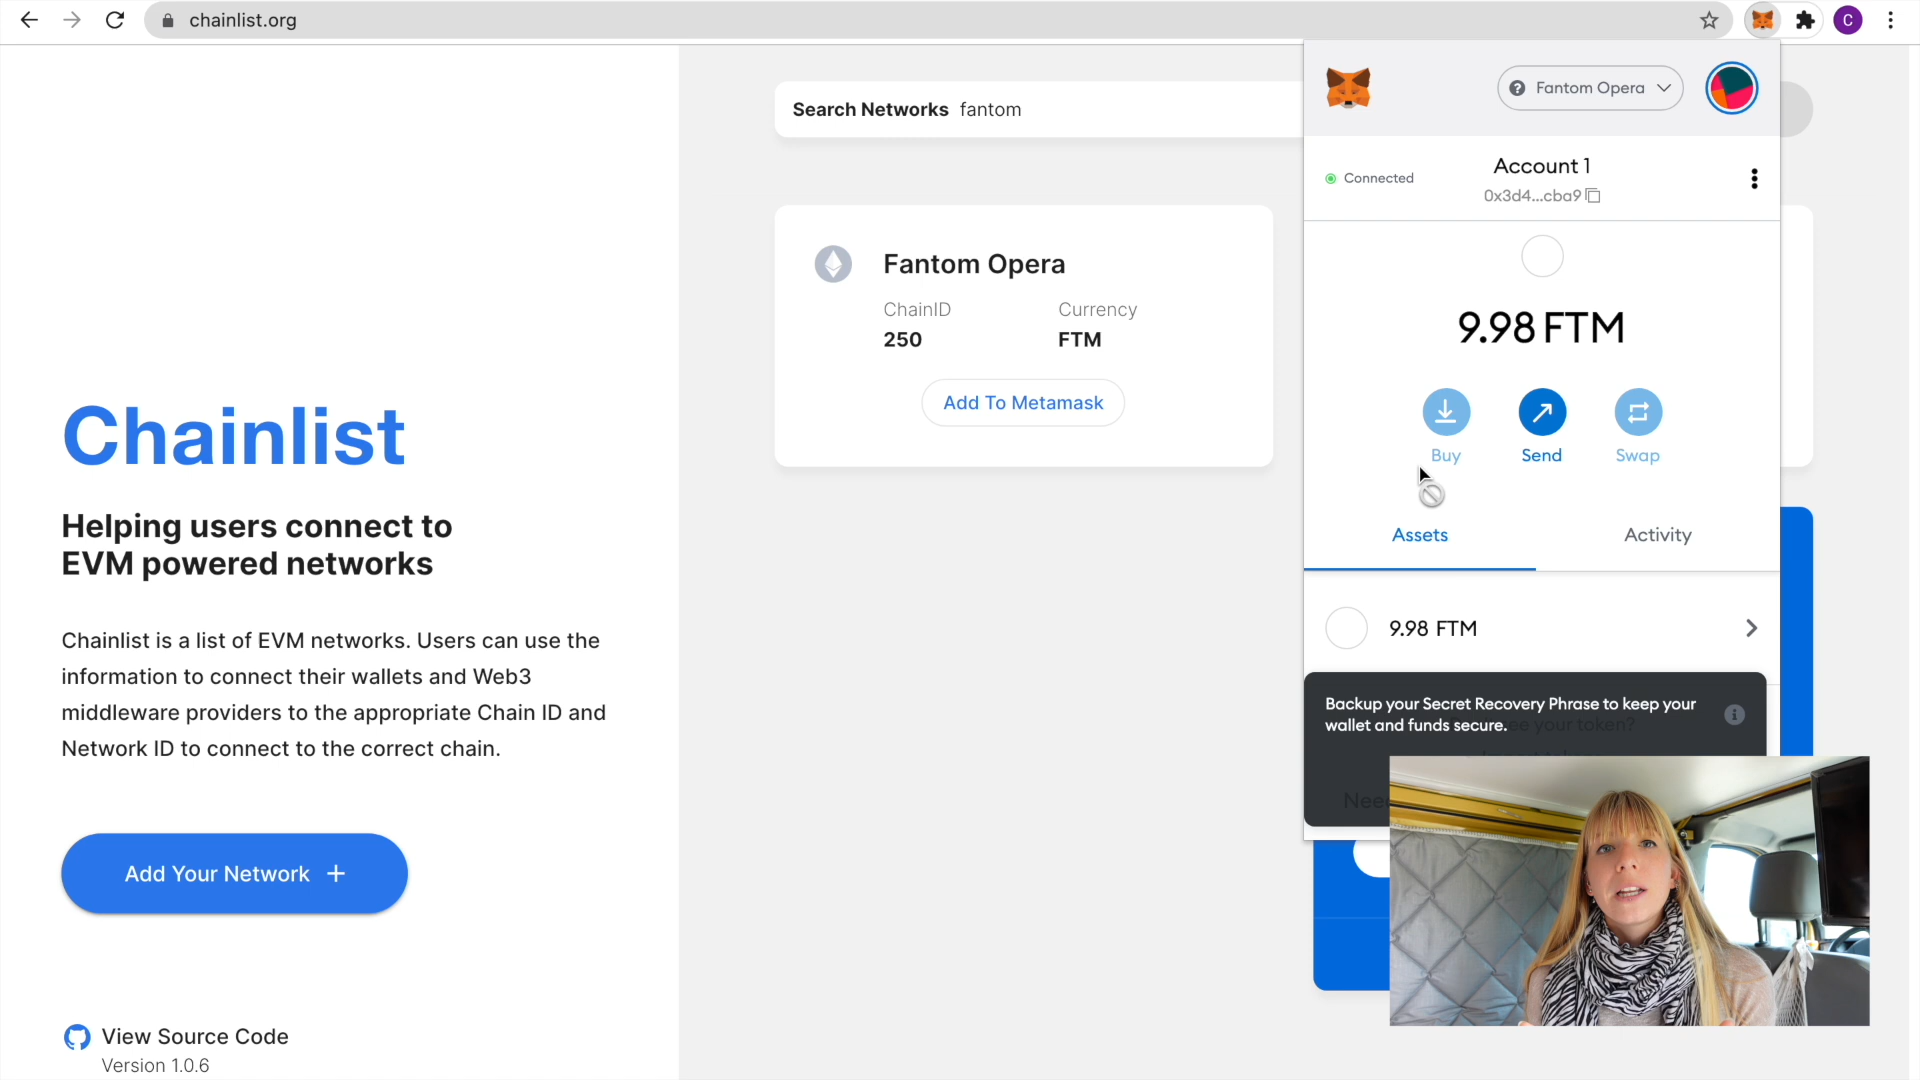 chainlist.org
C
Search Networks fantom
Fantom Opera
Connected
Account 1
0x3d4...cba9
Fantom Opera
ChainID
Currency
250
FTM
Add To Metamask
9.98 FTM
Buy
Send
Swap
Assets
Activity
9.98 FTM
Backup your Secret Recovery Phrase to keep your
wallet and funds secure.
see your token?
Nee
Chainlist
Helping users connect to
EVM powered networks
Chainlist is a list of EVM networks. Users can use the
information to connect their wallets and Web3
middleware providers to the appropriate Chain ID and
Network ID to connect to the correct chain.
Add Your Network +
View Source Code
Version 1.0.6